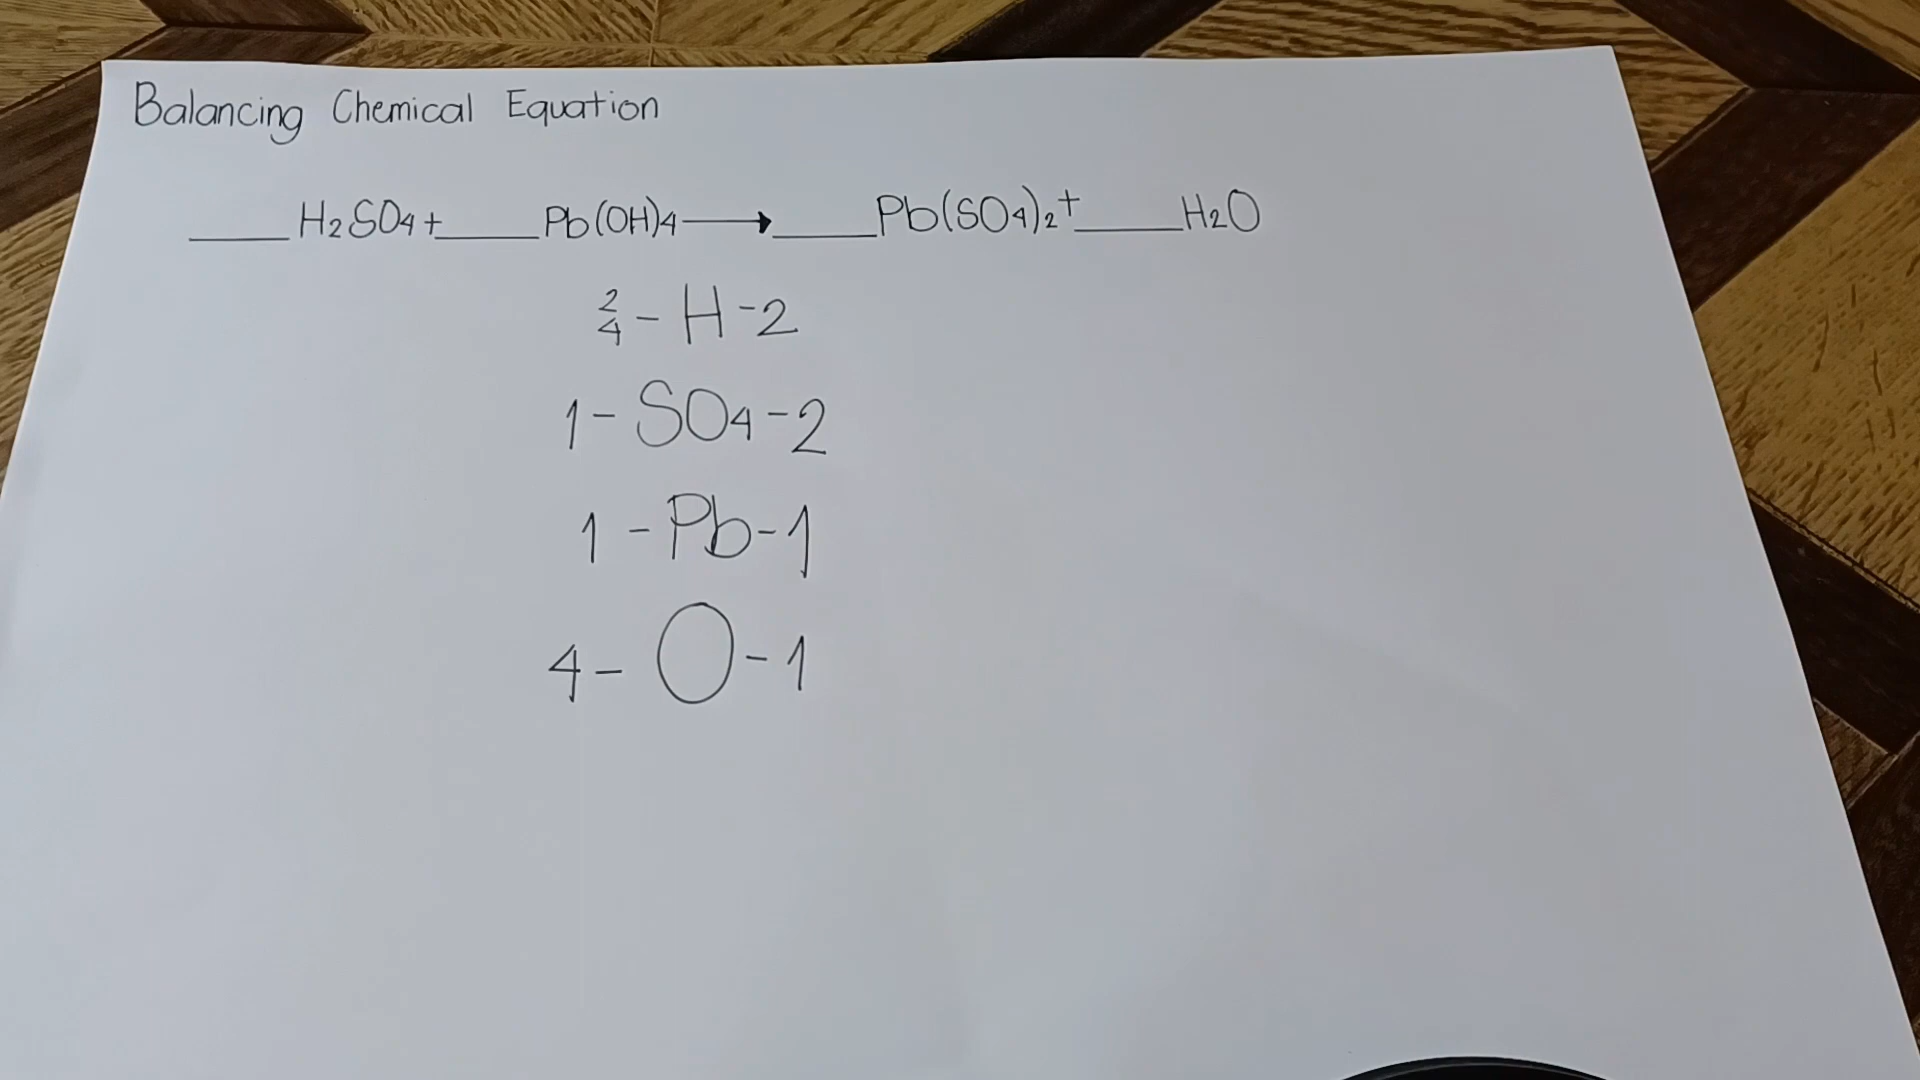 Balancing Chemical Equation
____H2SO4+____Pb(OH)4⟶____Pb(SO4)2+____H2O
2
4 - H - 2
1 - SO4 - 2
1 - Pb - 1
4 - O - 1